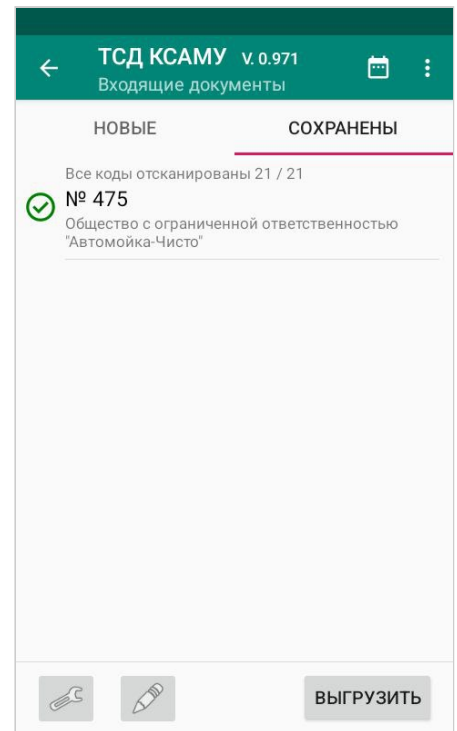 ТСД КСАМУ V. 0.971
Входящие документы
НОВЫЕ СОХРАНЕНЫ
Все коды отсканированы 21 / 21
№ 475
Общество с ограниченной ответственностью
"Автомойка-Чисто"
ВЫГРУЗИТЬ